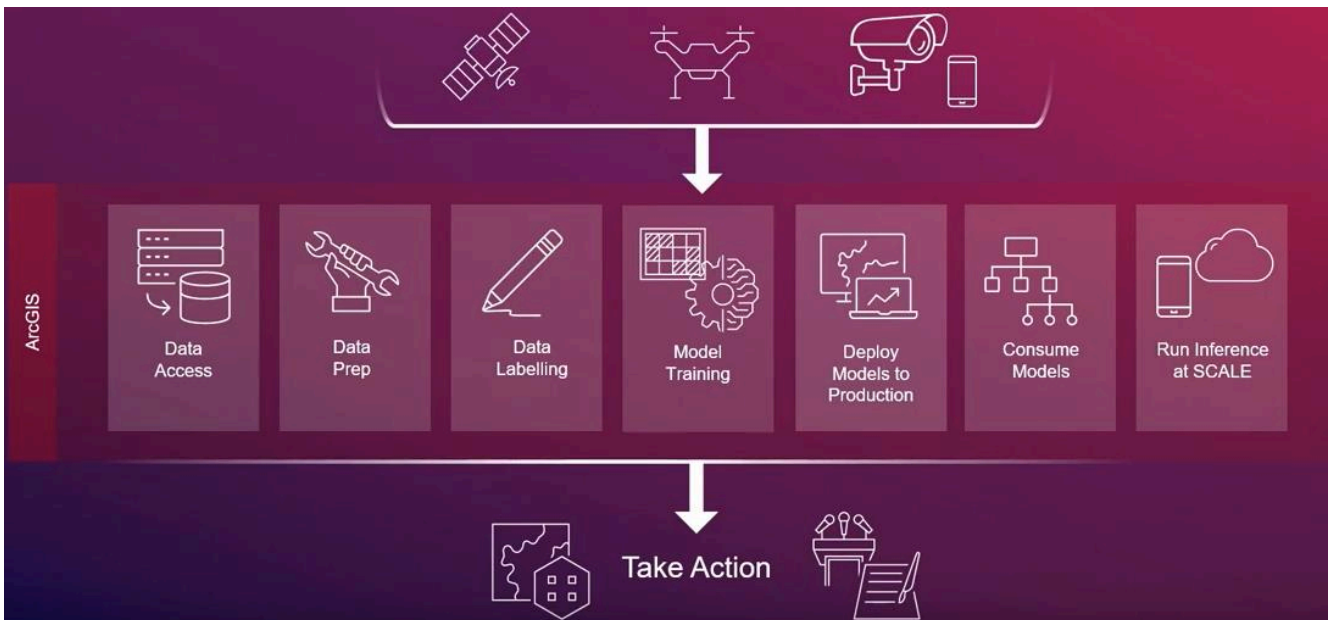 ArcGIS
Data
Access
Data
Prep
Data
Labelling
Model
Training
Deploy
Models to
Production
Consume
Models
Run Inference
at SCALE
Take Action